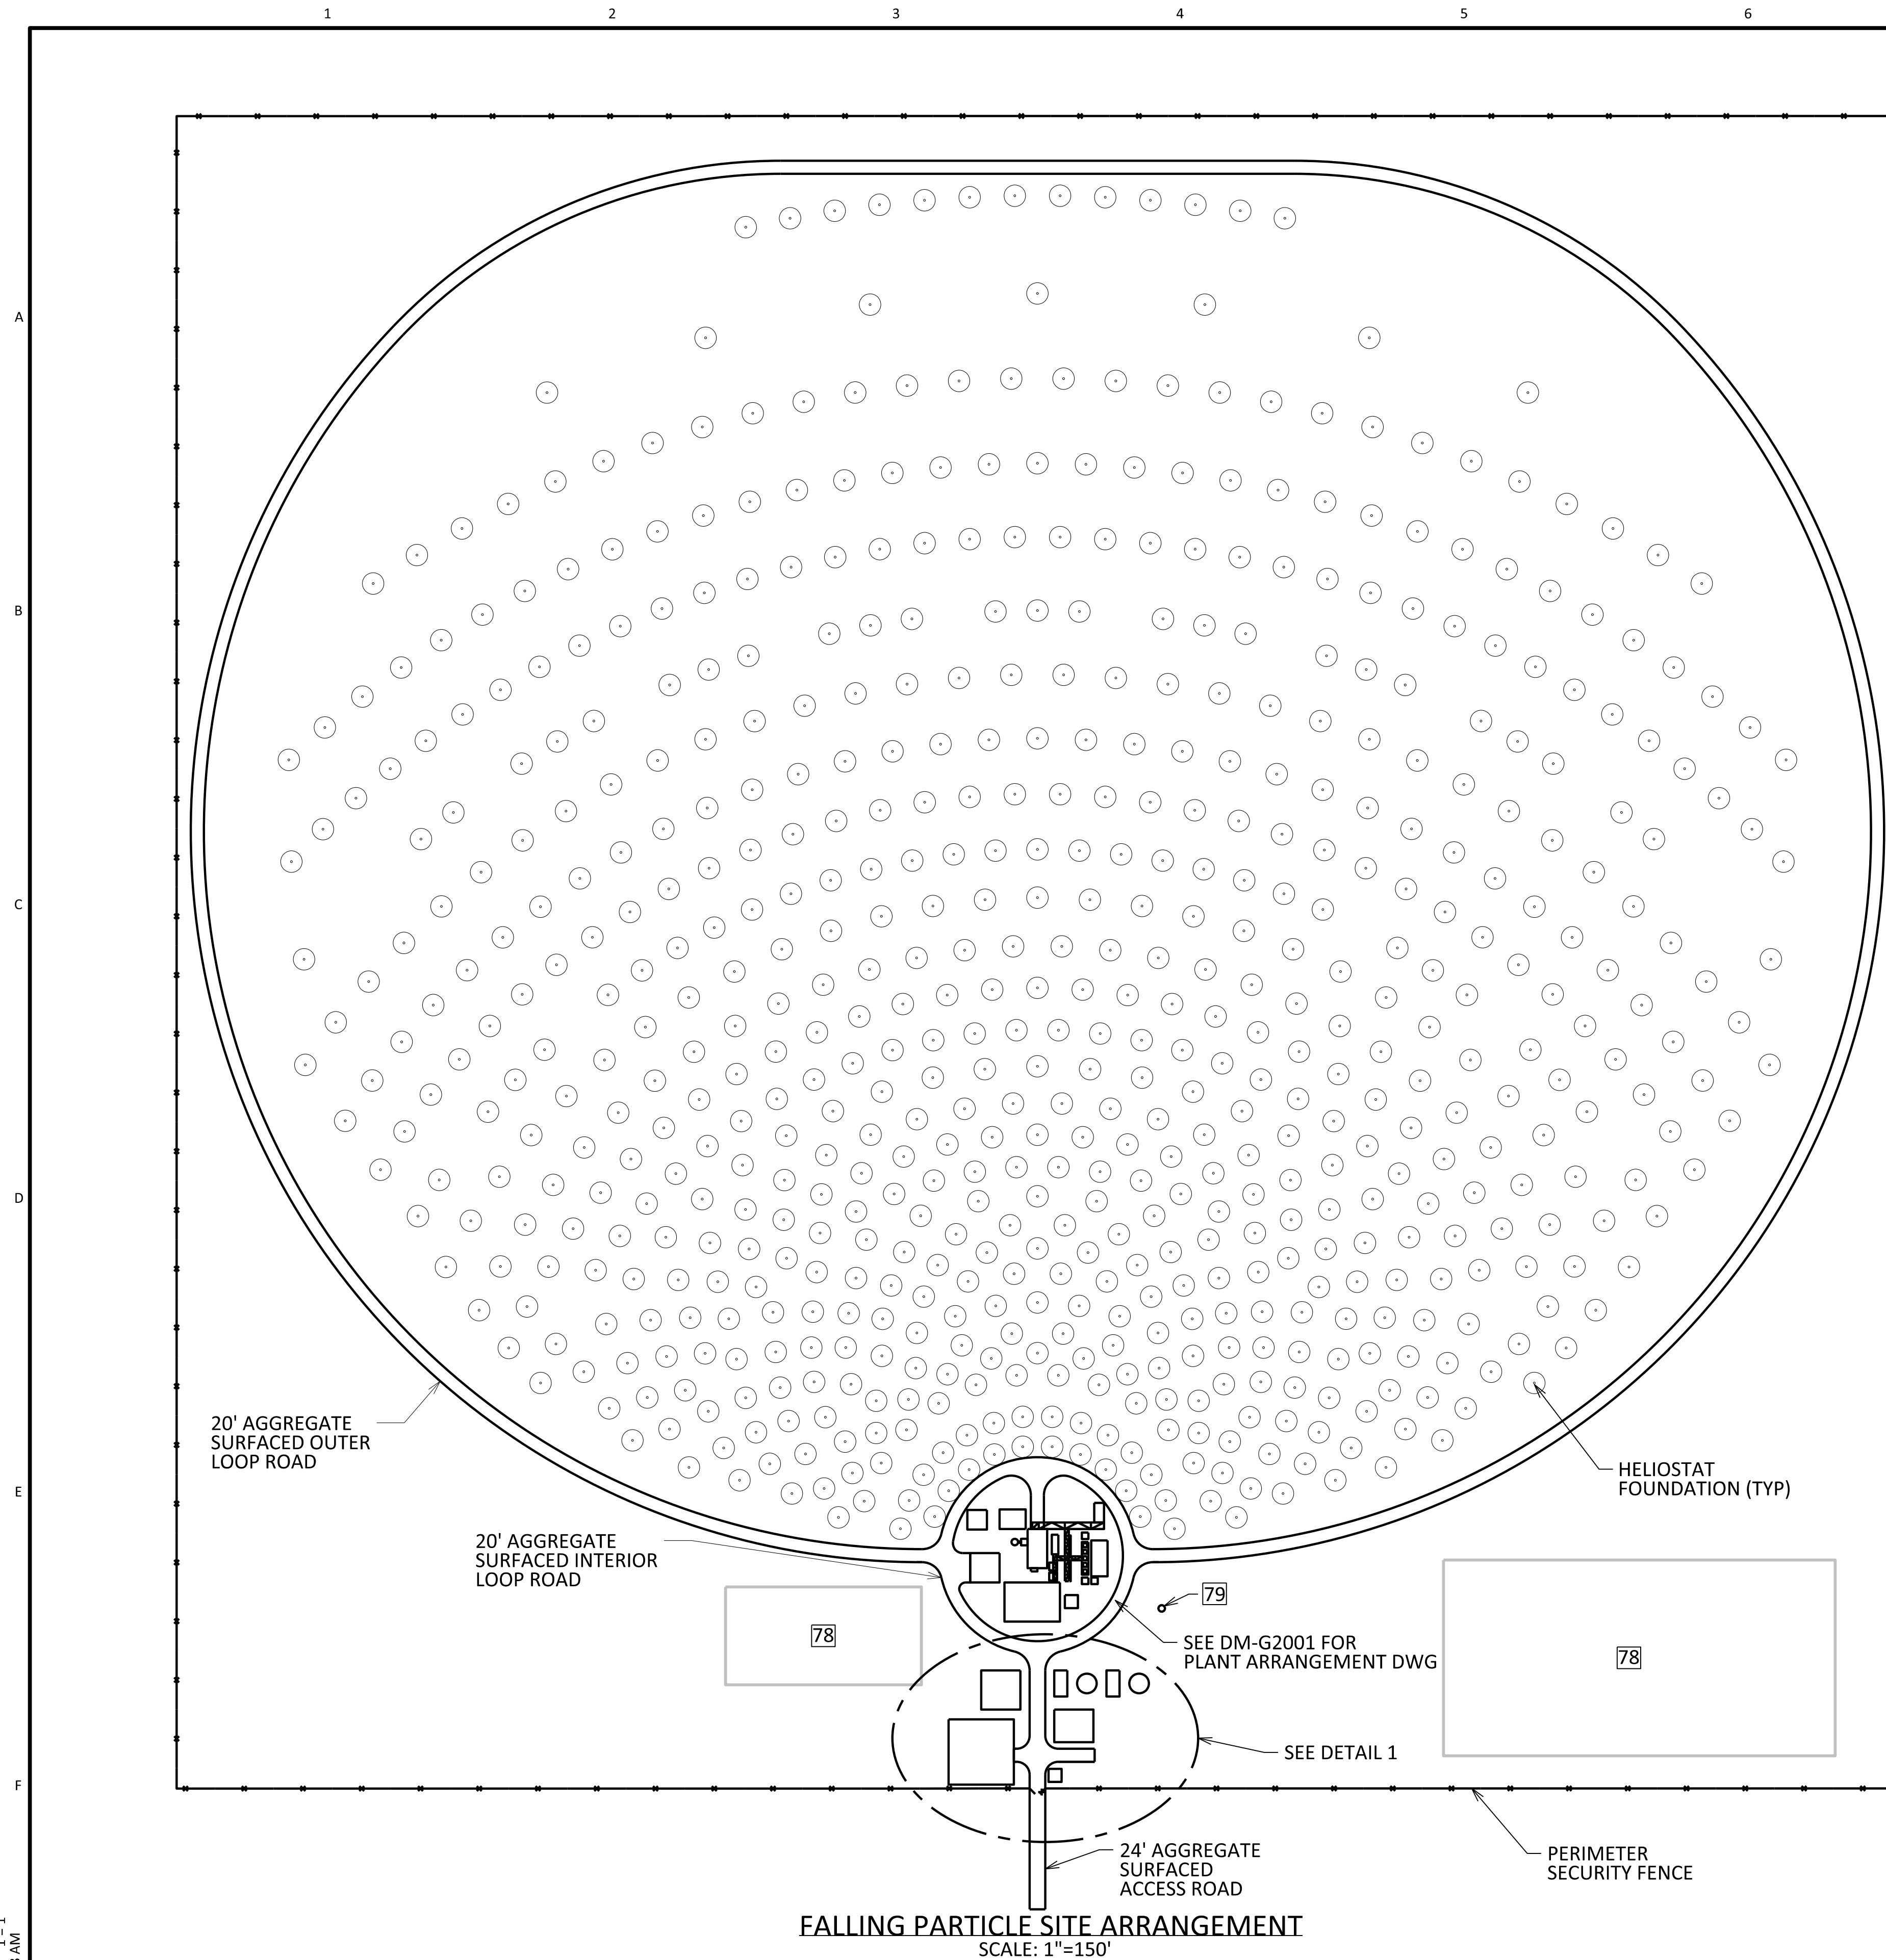 1 2 3 4 5 6
A
B
C
D
E
F
20' AGGREGATE
SURFACED OUTER
LOOP ROAD
HELIOSTAT
FOUNDATION (TYP)
20' AGGREGATE
SURFACED INTERIOR
LOOP ROAD
79
78
SEE DM-G2001 FOR
PLANT ARRANGEMENT DWG
78
SEE DETAIL 1
24' AGGREGATE
SURFACED
ACCESS ROAD
PERIMETER
SECURITY FENCE
FALLING PARTICLE SITE ARRANGEMENT
SCALE: 1"=150'
AM